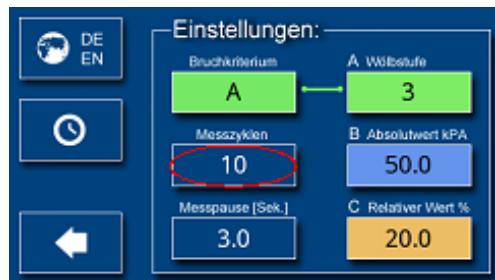 DE
EN
Einstellungen:
Bruchkriterium
A Wölbstufe
A
3
Messzyklen
B Absolutwert kPA
10
50.0
Messpause [Sek.]
C Relativer Wert %
3.0
20.0